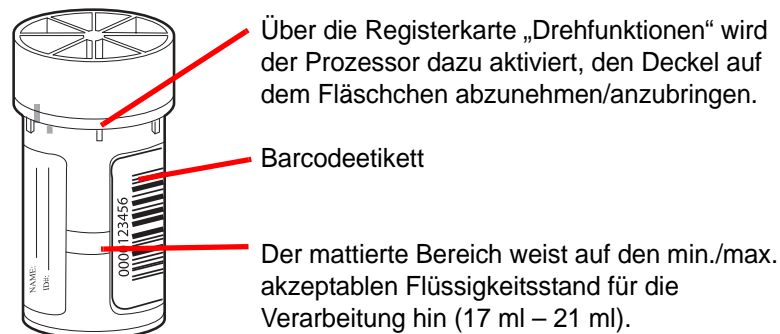 Über die Registerkarte „Drehfunktionen“ wird
der Prozessor dazu aktiviert, den Deckel auf
dem Fläschchen abzunehmen/anzubringen.
Barcodeetikett
0000123456
NAME:
ID#:
Der mattierte Bereich weist auf den min./max.
akzeptablen Flüssigkeitsstand für die
Verarbeitung hin (17 ml – 21 ml).